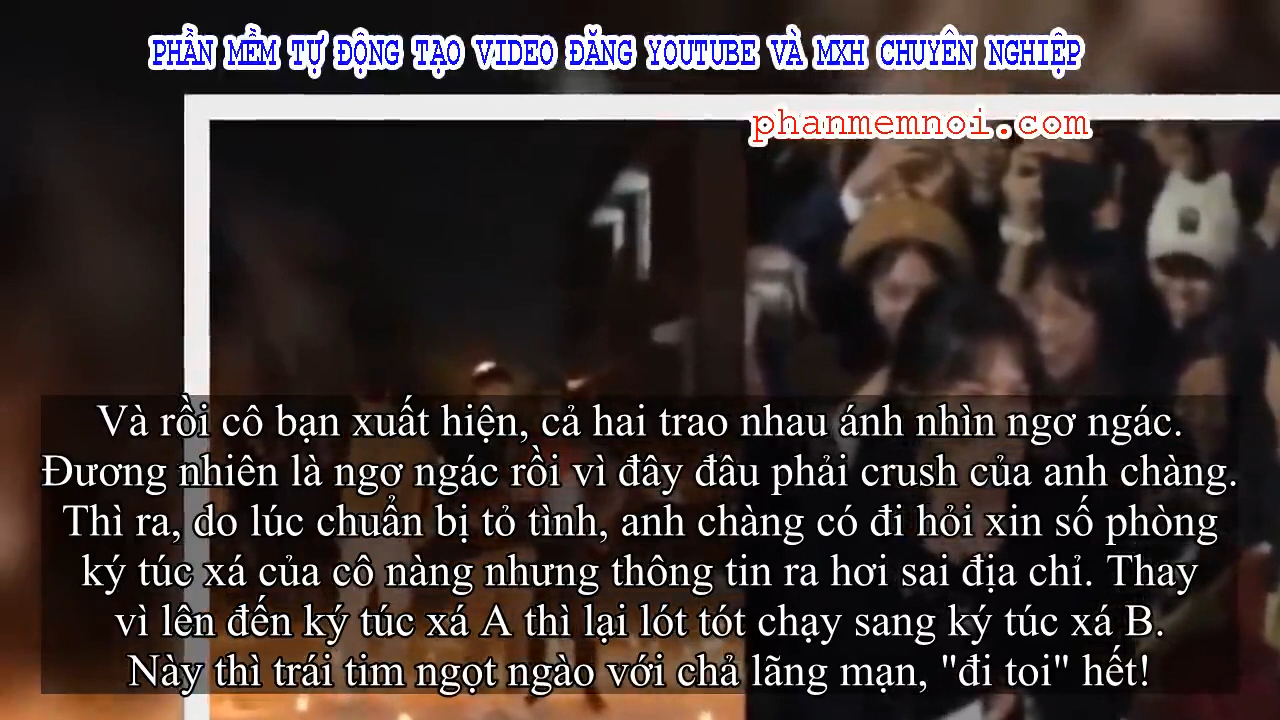 PHẦN MỀM TỰ ĐỘNG TẠO VIDEO ĐĂNG YOUTUBE VÀ MXH CHUYÊN NGHIỆP
phanmemnoi.com
Và rồi cô bạn xuất hiện, cả hai trao nhau ánh nhìn ngơ ngác.
Đương nhiên là ngơ ngác rồi vì đây đâu phải crush của anh chàng.
Thì ra, do lúc chuẩn bị tỏ tình, anh chàng có đi hỏi xin số phòng
ký túc xá của cô nàng nhưng thông tin ra hơi sai địa chỉ. Thay
vì lên đến ký túc xá A thì lại lót tót chạy sang ký túc xá B.
Này thì trái tim ngọt ngào với chả lãng mạn, "đi toi" hết!